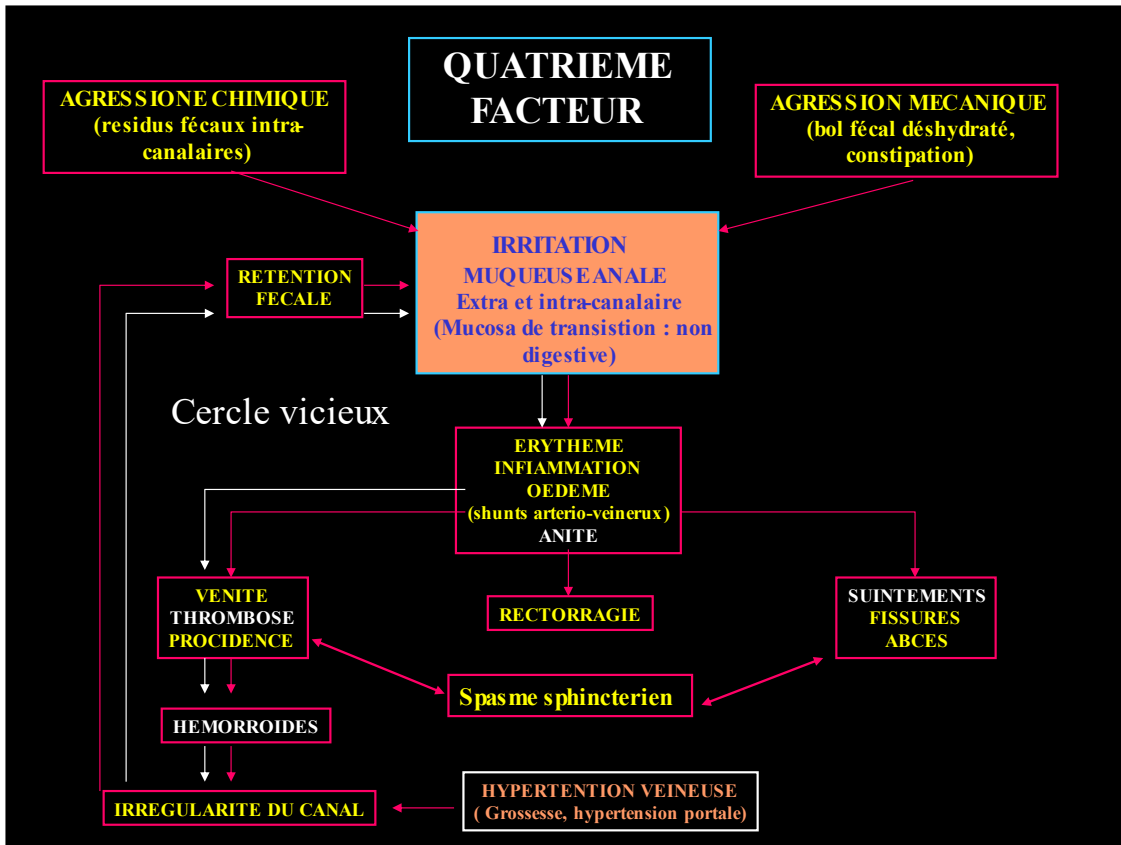 QUATRIEME
FACTEUR
AGRESSIONE CHIMIQUE
(residus fécaux intra-
canalaires)
AGRESSION MECANIQUE
(bol fécal déshydraté,
constipation)
IRRITATION
MUQUEUSE ANALE
Extra et intra-canalaire
(Mucosa de transistion : non
digestive)
RETENTION
FECALE
Cercle vicieux
ERYTHEME
INFIAMMATION
OEDEME
(shunts arterio-veinerux)
ANITE
VENITE
THROMBOSE
PROCIDENCE
RECTORRAGIE
SUINTEMENTS
FISSURES
ABCES
Spasme sphincterien
HEMORROIDES
IRREGULARITE DU CANAL
HYPERTENTION VEINEUSE
( Grossesse, hypertension portale)